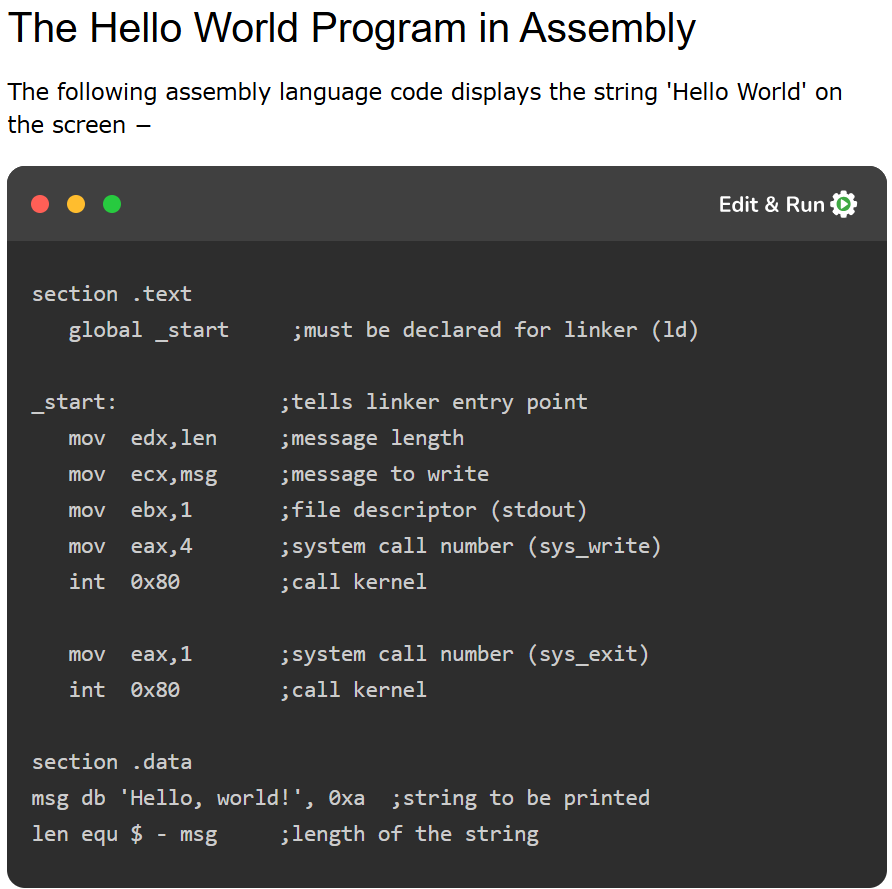 The Hello World Program in Assembly
The following assembly language code displays the string 'Hello World' on
the screen −
Edit & Run
section .text
   global _start     ;must be declared for linker (ld)
_start:             ;tells linker entry point
   mov  edx,len     ;message length
   mov  ecx,msg     ;message to write
   mov  ebx,1       ;file descriptor (stdout)
   mov  eax,4       ;system call number (sys_write)
   int  0x80        ;call kernel
   mov  eax,1       ;system call number (sys_exit)
   int  0x80        ;call kernel
section .data
msg db 'Hello, world!', 0xa  ;string to be printed
len equ $ - msg     ;length of the string